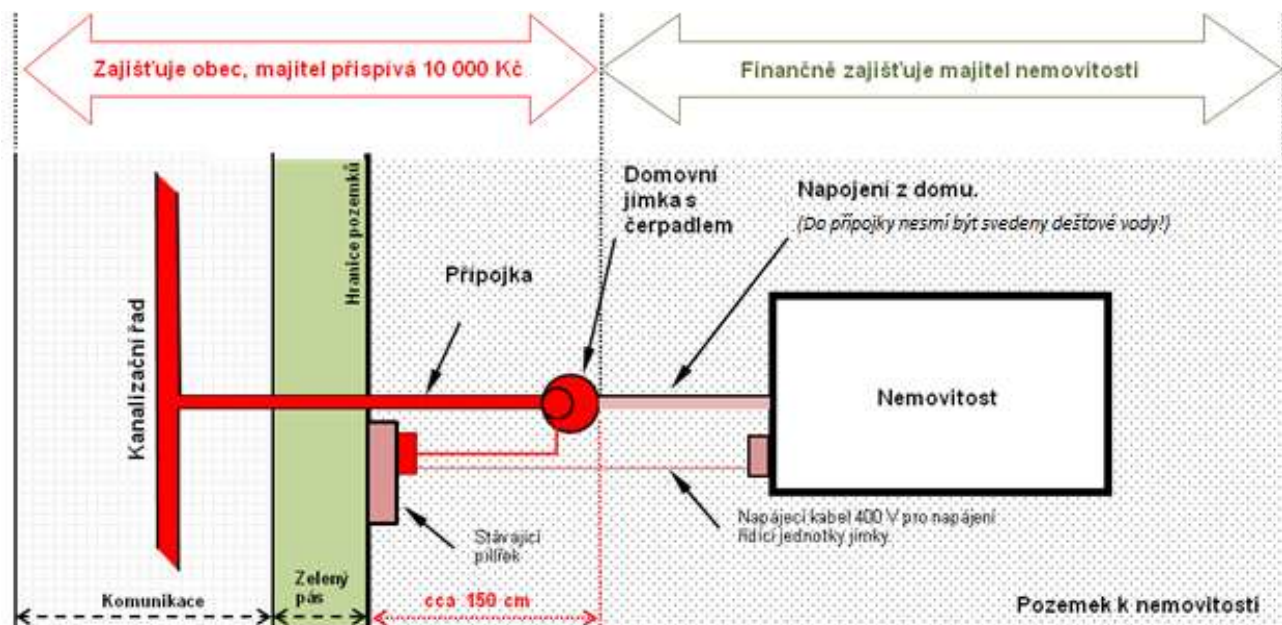 Zajišťuje obec, majitel přispívá 10 000 Kč
Finančně zajišťuje majitel nemovitosti
Hranice pozemků
Domovní
jímka s
čerpadlem
Napojení z domu.
(Do přípojky nesmí být svedeny dešťové vody!)
Přípojka
Kanalizační řad
Nemovitost
Stávající
pilířek
Napájecí kabel 400 V pro napájení
řídící jednotky jímky
Komunikace
Zelený
pás
cca 150 cm
Pozemek k nemovitosti